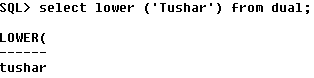 SQL> select lower ('Tushar') from dual;
LOWER(
------
tushar